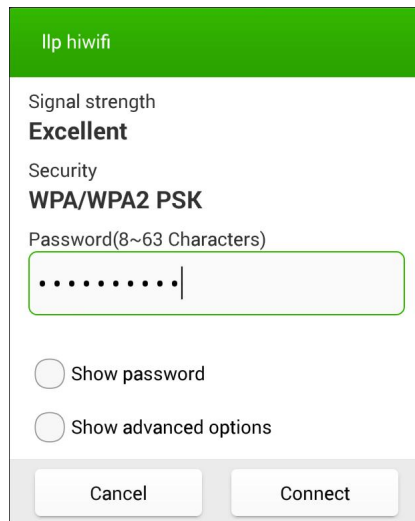 llp hiwifi
Signal strength
Excellent
Security
WPA/WPA2 PSK
Password(8~63 Characters)
••••••••••
Show password
Show advanced options
Cancel
Connect